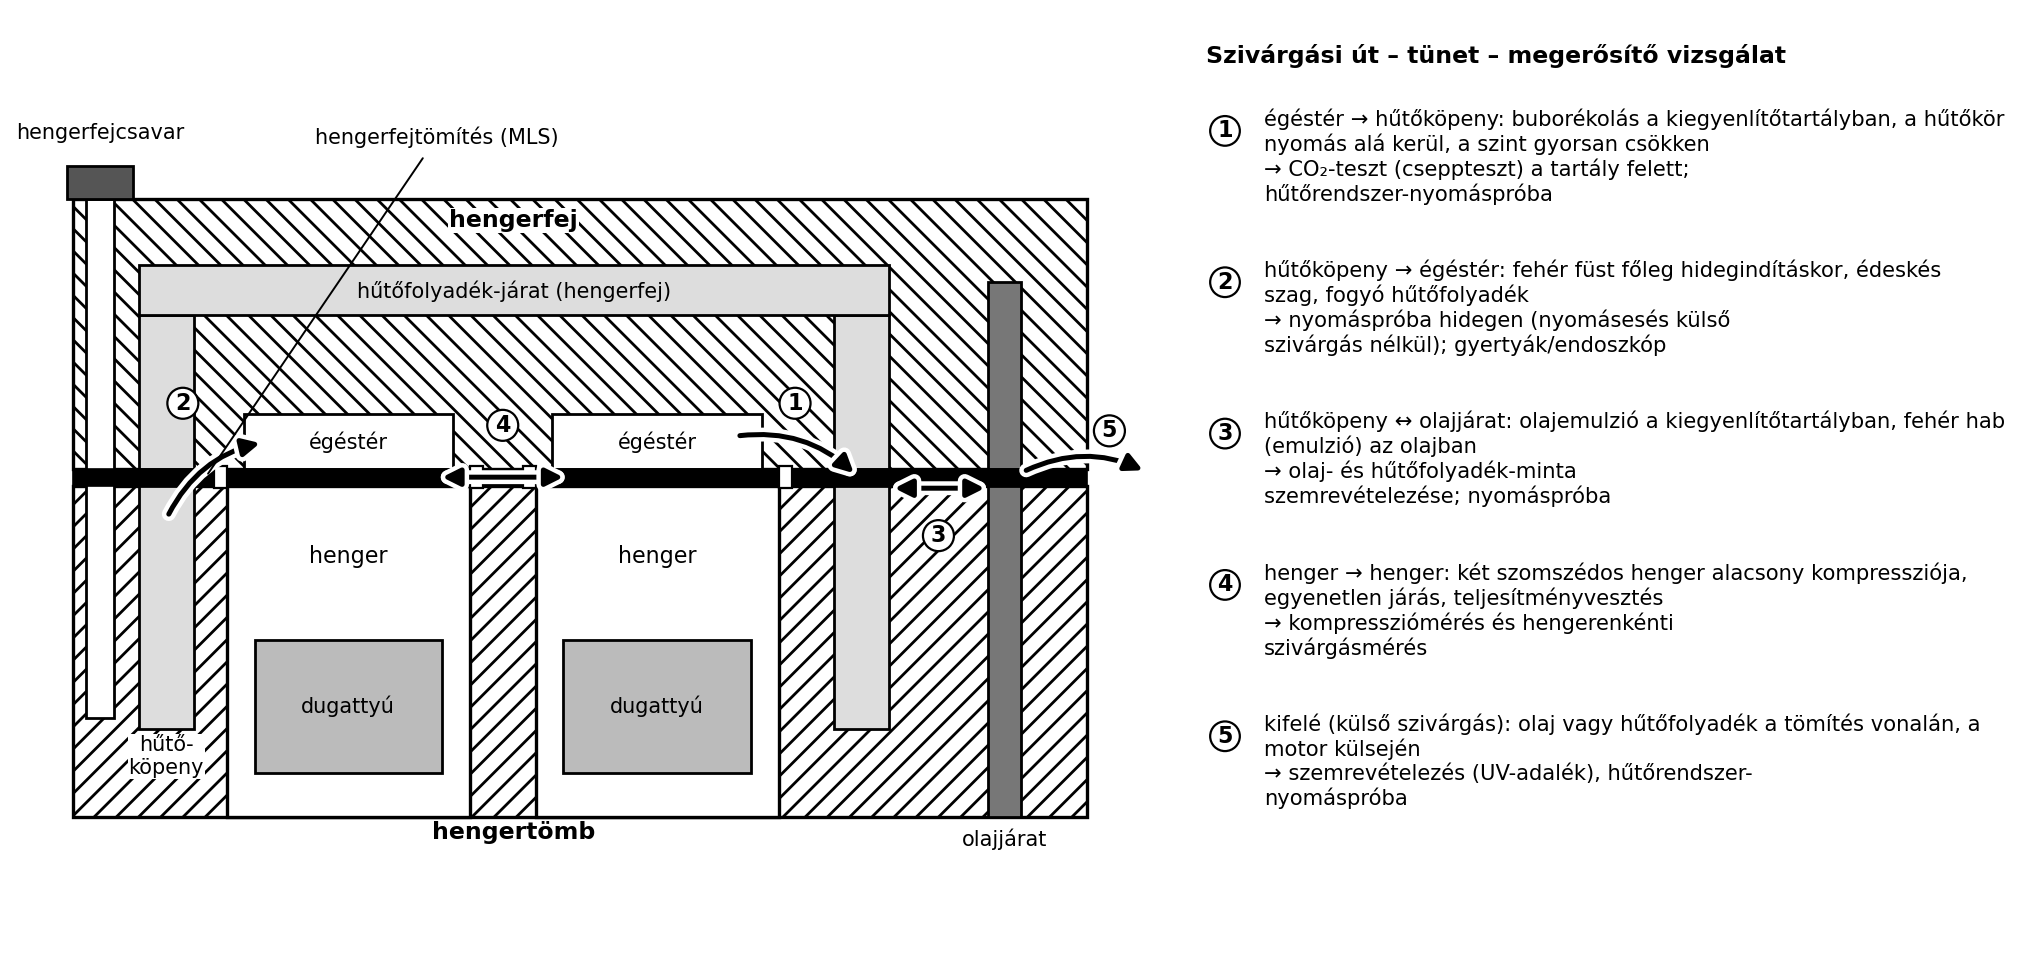 hengerfejcsavar
hengerfejtömítés (MLS)
hengerfej
hűtőfolyadék-járat (hengerfej)
2
4
1
5
égéstér
égéstér
3
henger
henger
dugattyú
dugattyú
hűtő-
köpeny
hengertömb
olajjárat
Szivárgási út – tünet – megerősítő vizsgálat
1
égéstér → hűtőköpeny: buborékolás a kiegyenlítőtartályban, a hűtőkör
nyomás alá kerül, a szint gyorsan csökken
→ CO₂-teszt (cseppteszt) a tartály felett;
hűtőrendszer-nyomáspróba
2
hűtőköpeny → égéstér: fehér füst főleg hidegindításkor, édeskés
szag, fogyó hűtőfolyadék
→ nyomáspróba hidegen (nyomásesés külső
szivárgás nélkül); gyertyák/endoszkóp
3
hűtőköpeny ↔ olajjárat: olajemulzió a kiegyenlítőtartályban, fehér hab
(emulzió) az olajban
→ olaj- és hűtőfolyadék-minta
szemrevételezése; nyomáspróba
4
henger → henger: két szomszédos henger alacsony kompressziója,
egyenetlen járás, teljesítményvesztés
→ kompressziómérés és hengerenkénti
szivárgásmérés
5
kifelé (külső szivárgás): olaj vagy hűtőfolyadék a tömítés vonalán, a
motor külsején
→ szemrevételezés (UV-adalék), hűtőrendszer-
nyomáspróba